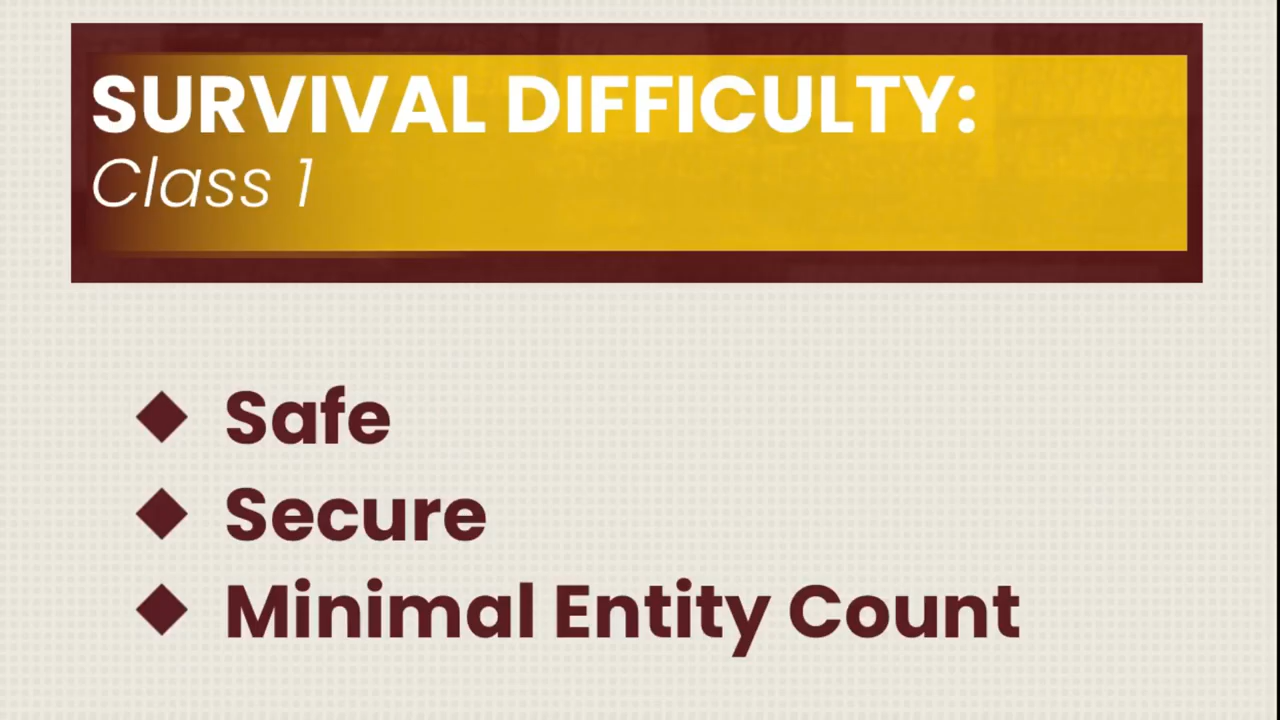 SURVIVAL DIFFICULTY:
Class 1
Safe
Secure
Minimal Entity Count